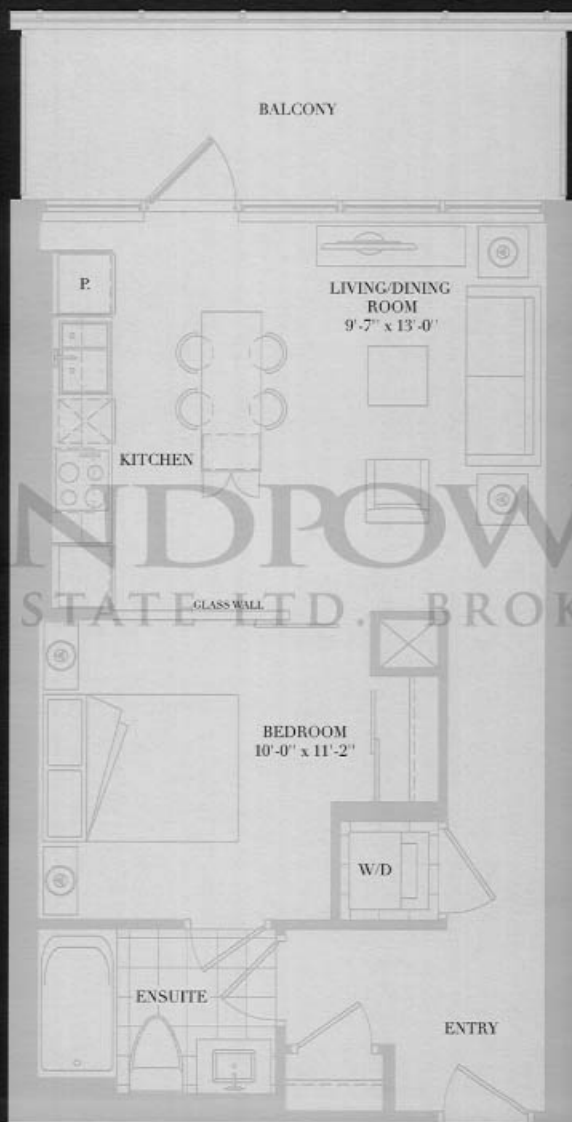 BALCONY
P.
LIVING/DINING
ROOM
9'-7" x 13'-0"
KITCHEN
NDPOW
GLASS WALL
STATE LTD. BROK
BEDROOM
10'-0" x 11'-2"
W/D
ENSUITE
ENTRY